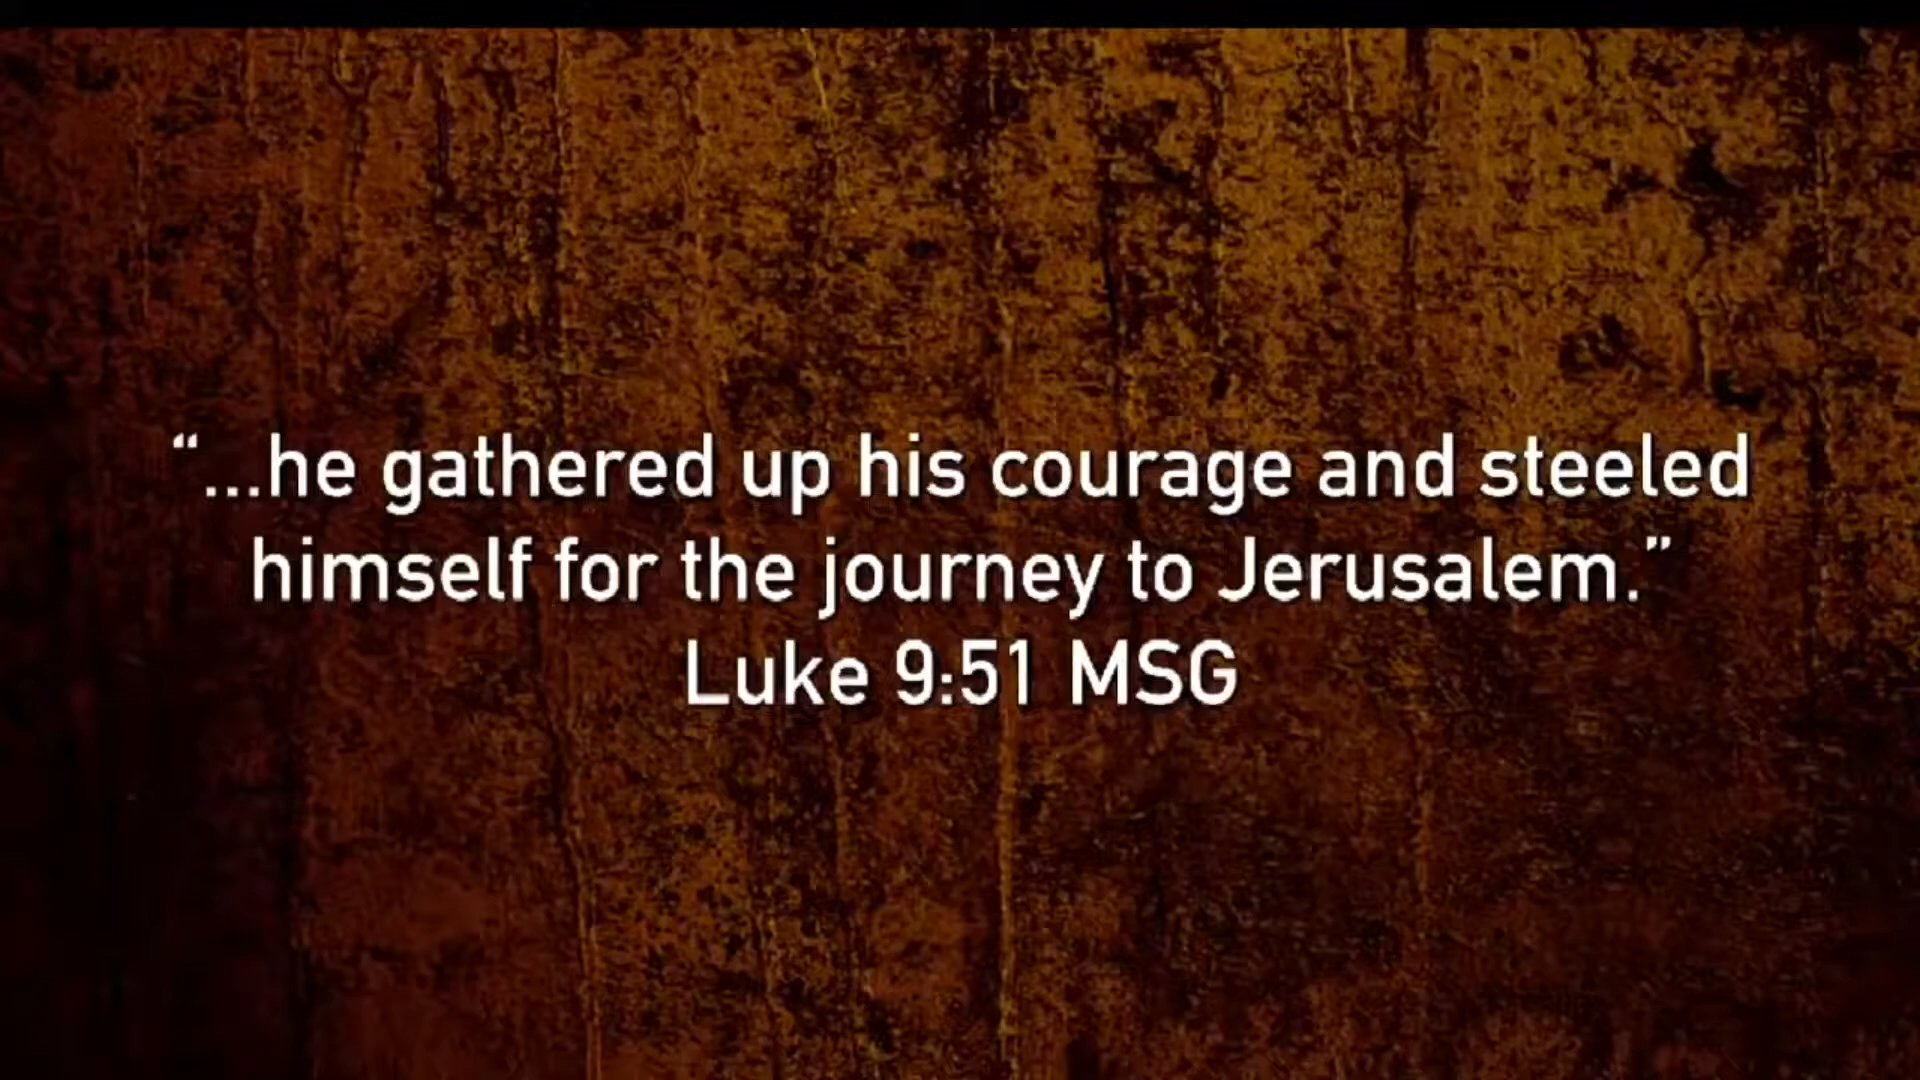 “...he gathered up his courage and steeled
himself for the journey to Jerusalem.”
Luke 9:51 MSG